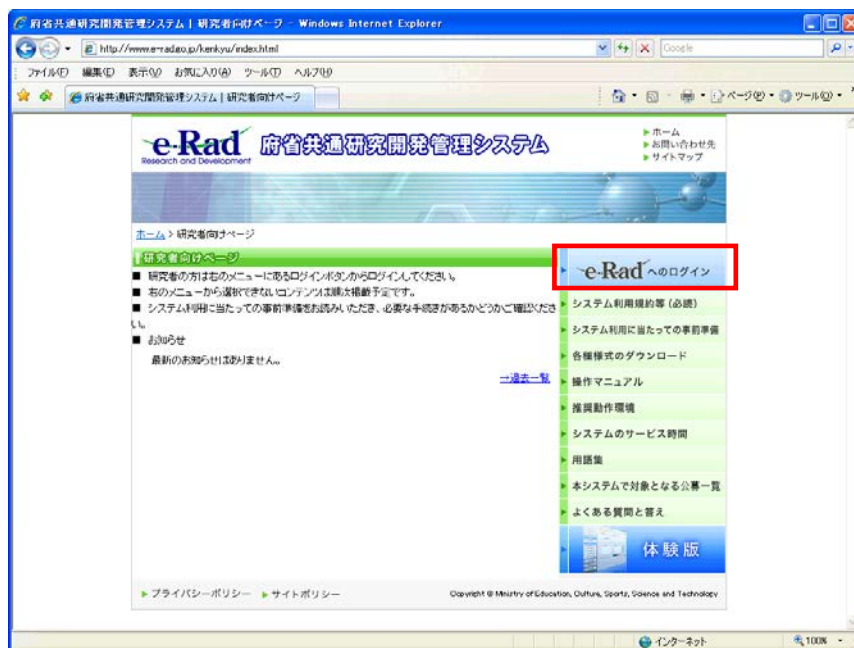 府省共通研究開発管理システム | 研究者向けページ - Windows Internet Explorer
http://www.e-rad.go.jp/kenkyu/index.html
Google
ファイル(F) 編集(E) 表示(V) お気に入り(A) ツール(T) ヘルプ(H)
府省共通研究開発管理システム | 研究者向けページ
ページ(P) ツール(O)
e-Rad
Research and Development
府省共通研究開発管理システム
ホーム
お問い合わせ先
サイトマップ
ホーム > 研究者向けページ
研究者向けページ
■ 研究者の方は右のメニューにあるログインボタンからログインしてください。
■ 右のメニューから選択できないコンテンツは順次掲載予定です。
■ システム利用に当たっての事前準備をお読みいただき、必要な手続きがあるかどうかご確認くださ
い。
■ お知らせ
最新のお知らせはありません。
→過去一覧
e-Rad へのログイン
システム利用規約等(必読)
システム利用に当たっての事前準備
各種様式のダウンロード
操作マニュアル
推奨動作環境
システムのサービス時間
用語集
本システムで対象となる公募一覧
よくある質問と答え
体験版
プライバシーポリシー サイトポリシー
Copyright © Ministry of Education, Culture, Sports, Science and Technology
インターネット
100%